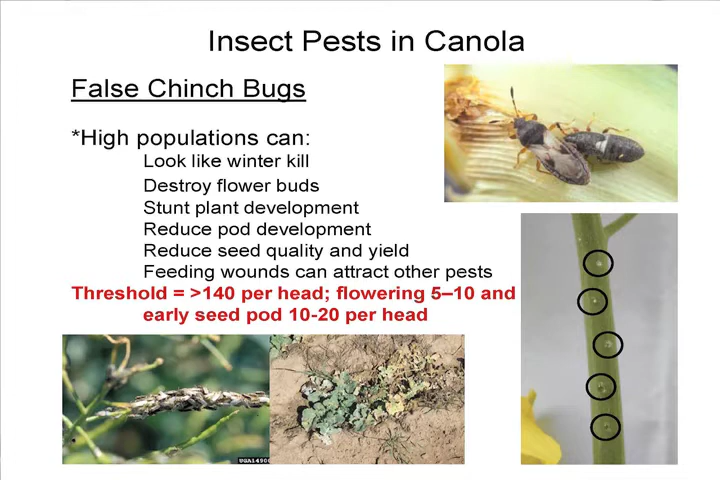 Insect Pests in Canola
False Chinch Bugs
*High populations can:
Look like winter kill
Destroy flower buds
Stunt plant development
Reduce pod development
Reduce seed quality and yield
Feeding wounds can attract other pests
Threshold = >140 per head; flowering 5–10 and
early seed pod 10-20 per head